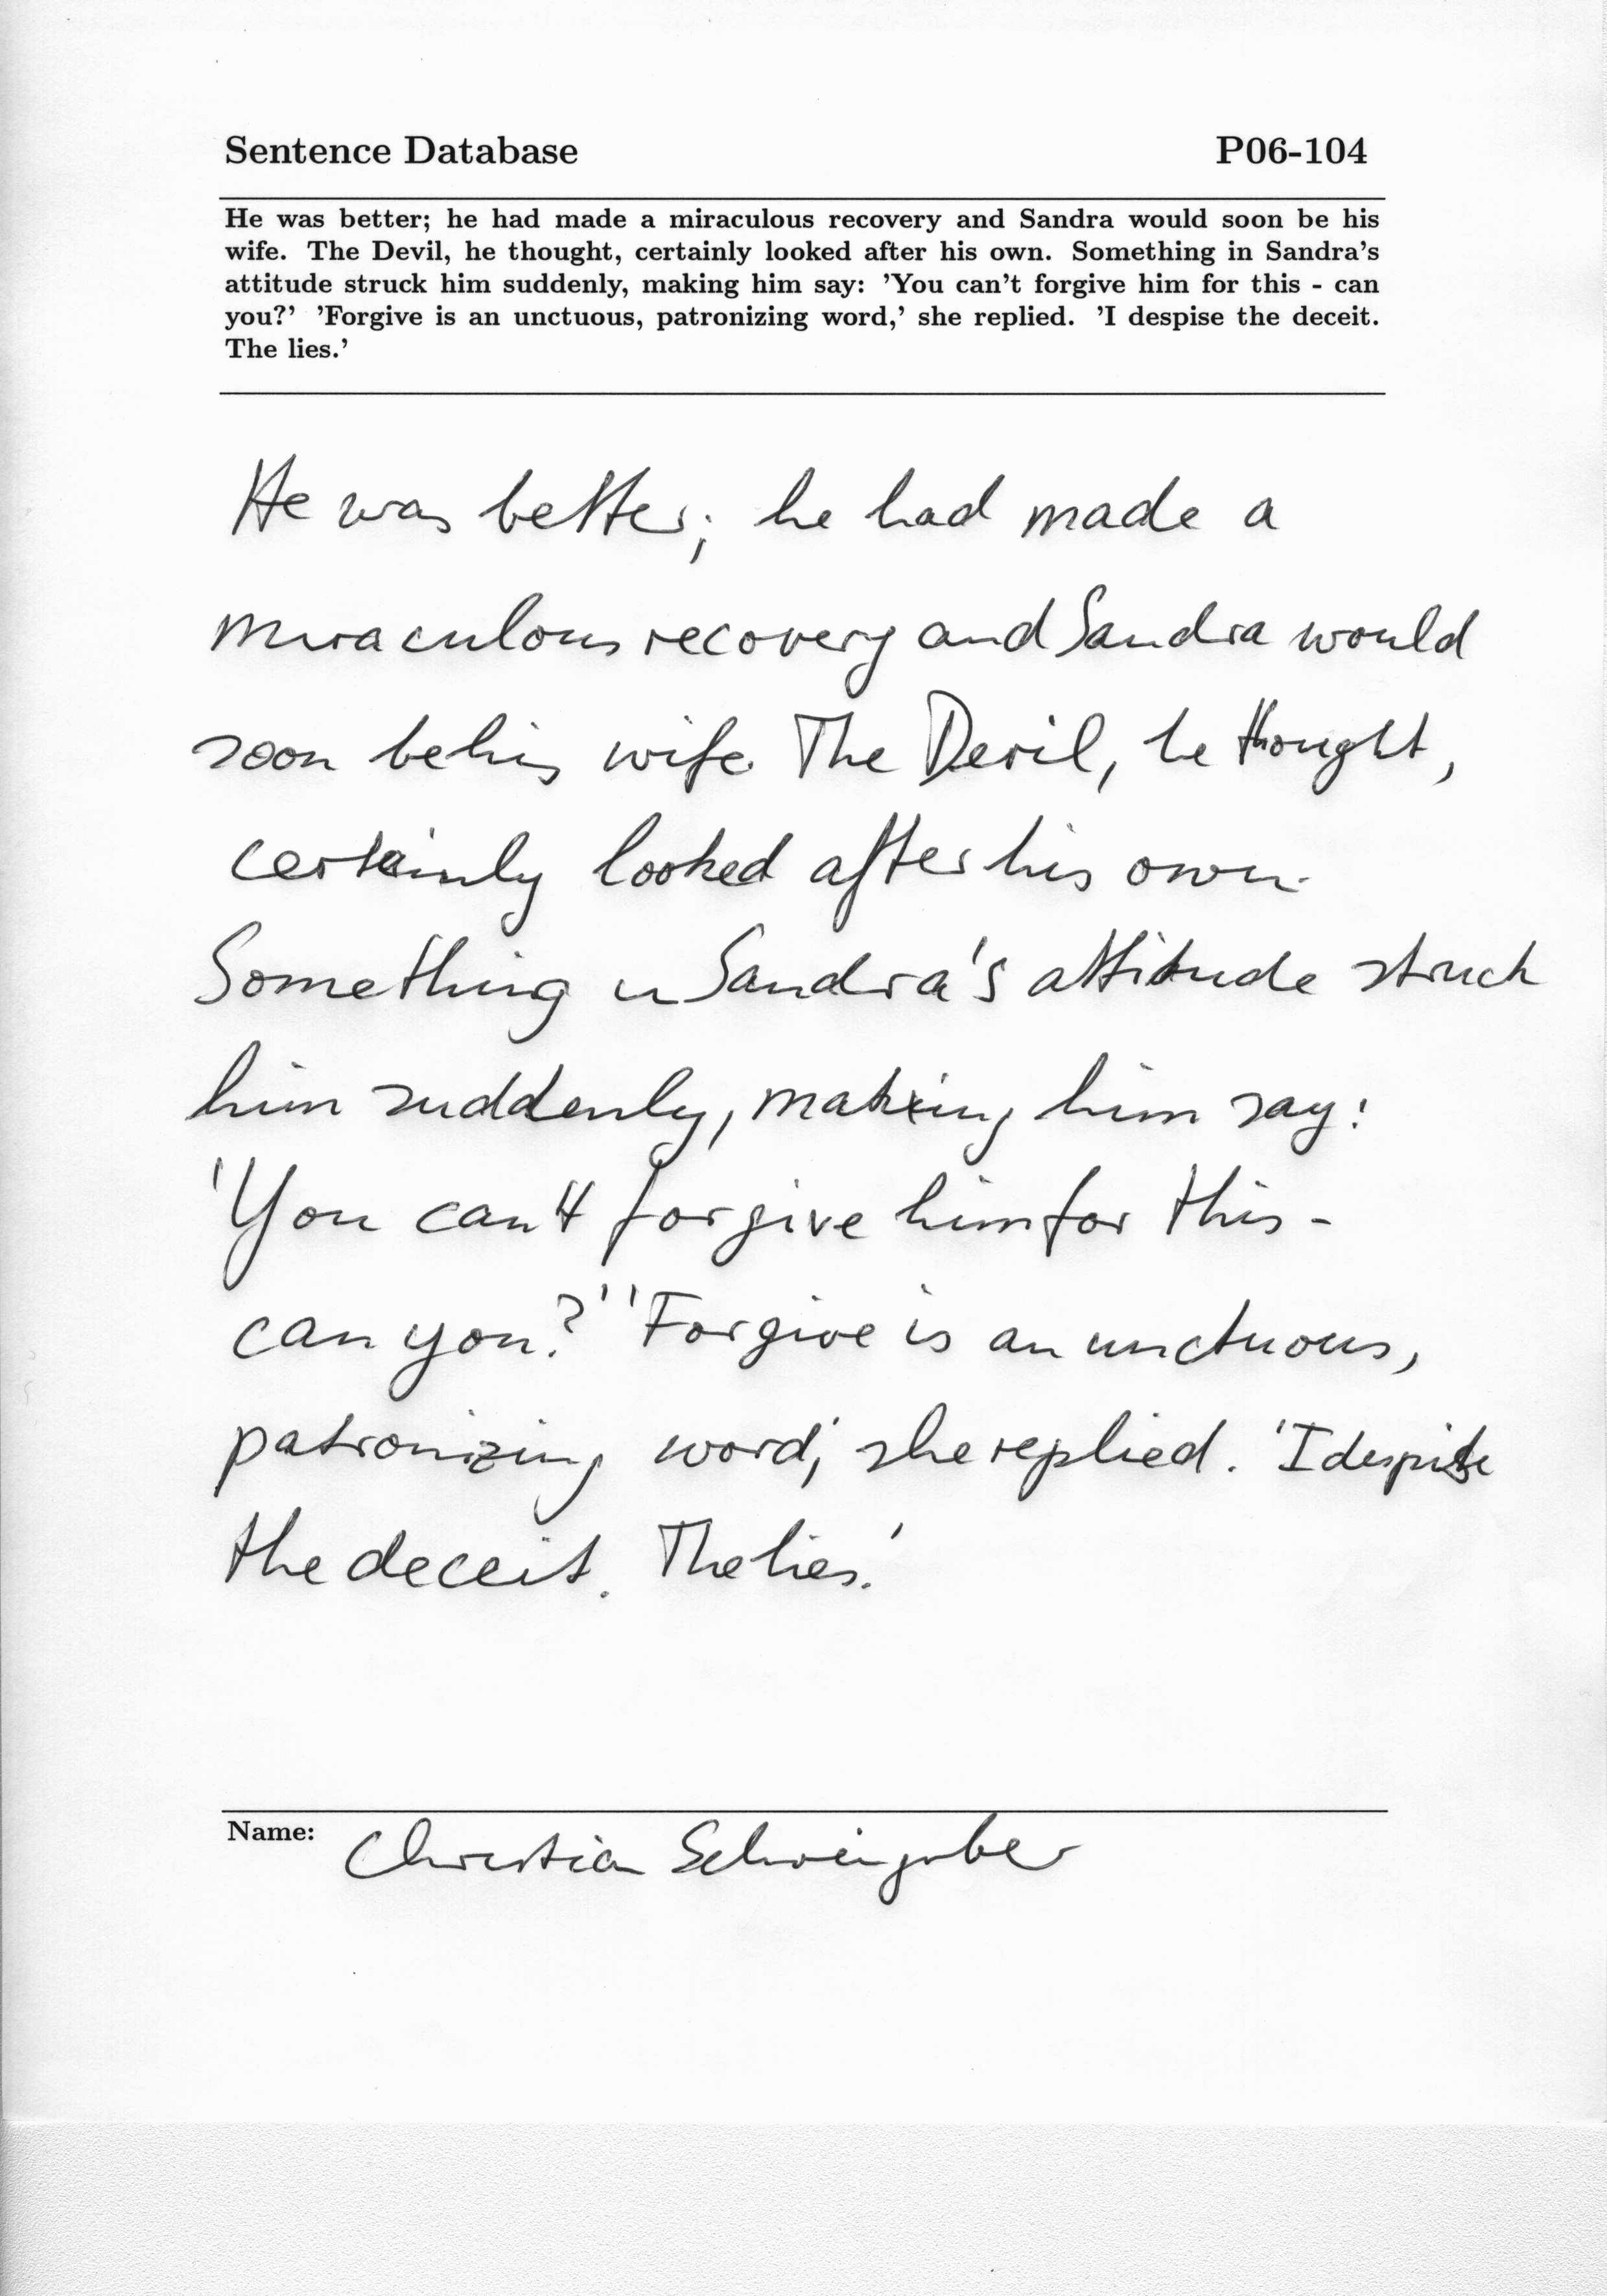 Sentence Database P06-104
He was better; he had made a miraculous recovery and Sandra would soon be his
wife. The Devil, he thought, certainly looked after his own. Something in Sandra's
attitude struck him suddenly, making him say: 'You can't forgive him for this - can
you?' 'Forgive is an unctuous, patronizing word,' she replied. 'I despise the deceit.
The lies.'
He was better; he had made a
miraculous recovery and Sandra would
soon be his wife. The Devil, he thought,
certainly looked after his own.
Something in Sandra's attitude struck
him suddenly, making him say:
'You can't forgive him for this -
can you?' 'Forgive is an unctuous,
patronizing word,' she replied. 'I despise
the deceit. The lies.'
Name: Christian